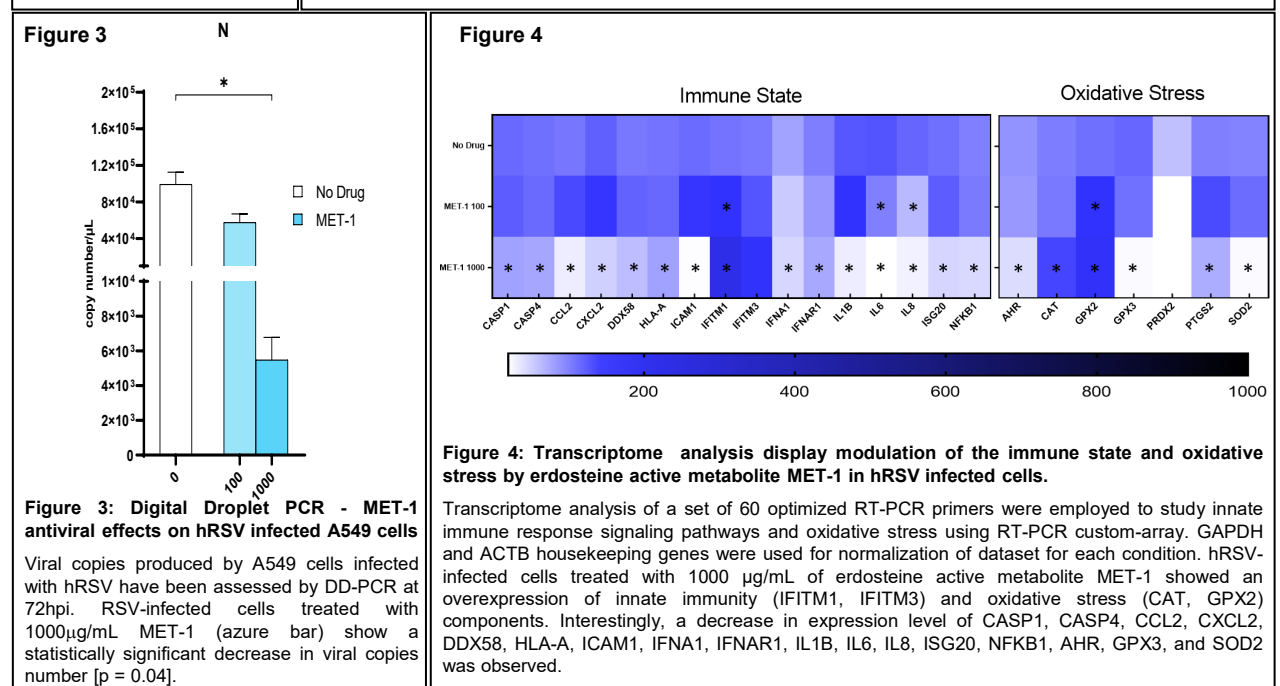 Figure 3
N
*
2×10⁵
1.6×10⁵
1.2×10⁵
8×10⁴
4×10⁴
1×10⁴
8×10³
6×10³
4×10³
2×10³
0
copy number/µL
0
100
1000
No Drug
MET-1
Figure 3: Digital Droplet PCR - MET-1
antiviral effects on hRSV infected A549 cells
Viral copies produced by A549 cells infected
with hRSV have been assessed by DD-PCR at
72hpi. RSV-infected cells treated with
1000µg/mL MET-1 (azure bar) show a
statistically significant decrease in viral copies
number [p = 0.04].
Figure 4
Immune State
Oxidative Stress
No Drug
MET-1 100
* * * *
MET-1 1000
* * * * * * * * * * * * * * * * * * * * *
CASP1
CASP4
CCL2
CXCL2
DDX58
HLA-A
ICAM1
IFITM1
IFITM3
IFNA1
IFNAR1
IL1B
IL6
IL8
ISG20
NFKB1
AHR
CAT
GPX2
GPX3
PRDX2
PTGS2
SOD2
200
400
600
800
1000
Figure 4: Transcriptome analysis display modulation of the immune state and oxidative
stress by erdosteine active metabolite MET-1 in hRSV infected cells.
Transcriptome analysis of a set of 60 optimized RT-PCR primers were employed to study innate
immune response signaling pathways and oxidative stress using RT-PCR custom-array. GAPDH
and ACTB housekeeping genes were used for normalization of dataset for each condition. hRSV-
infected cells treated with 1000 µg/mL of erdosteine active metabolite MET-1 showed an
overexpression of innate immunity (IFITM1, IFITM3) and oxidative stress (CAT, GPX2)
components. Interestingly, a decrease in expression level of CASP1, CASP4, CCL2, CXCL2,
DDX58, HLA-A, ICAM1, IFNA1, IFNAR1, IL1B, IL6, IL8, ISG20, NFKB1, AHR, GPX3, and SOD2
was observed.